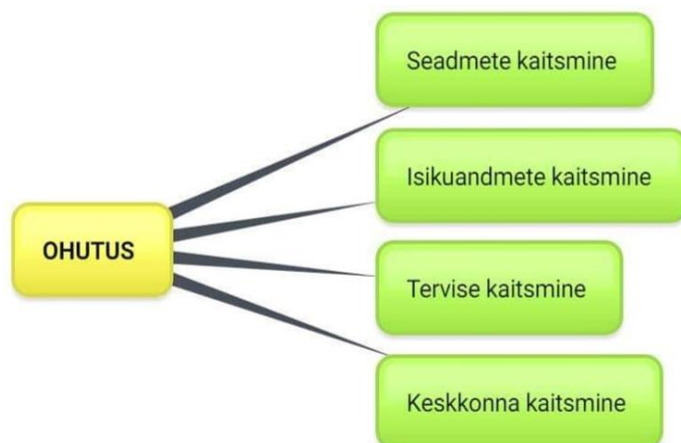 OHUTUS
Seadmete kaitsmine
Isikuandmete kaitsmine
Tervise kaitsmine
Keskkonna kaitsmine